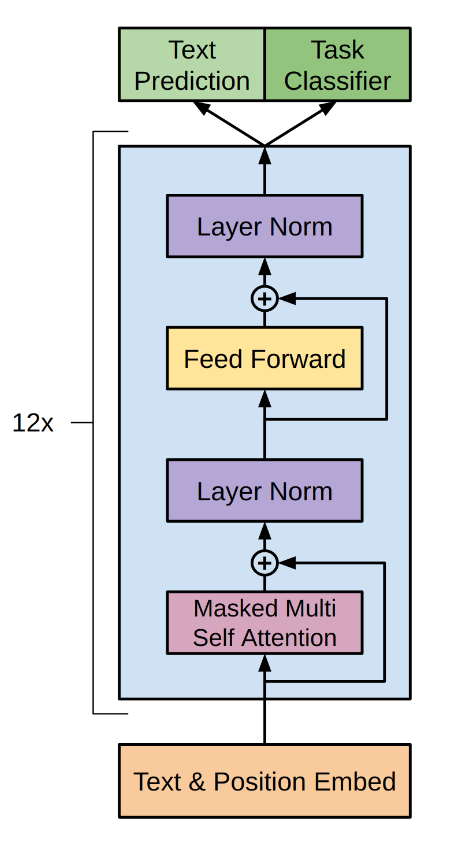 Text
Prediction
Task
Classifier
Layer Norm
Feed Forward
12x
Layer Norm
Masked Multi
Self Attention
Text & Position Embed